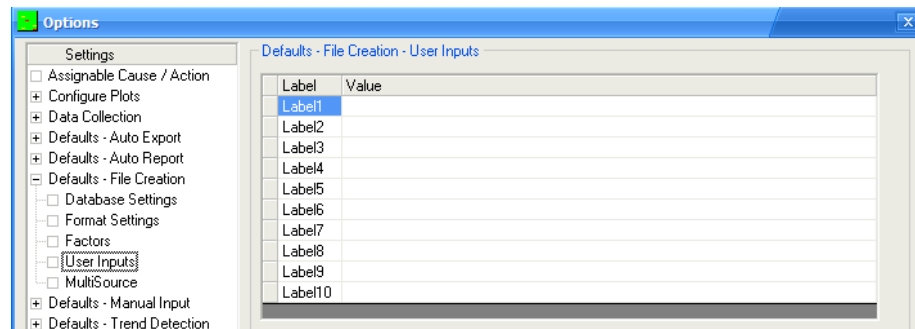 Options
Settings
Assignable Cause / Action
Configure Plots
Data Collection
Defaults - Auto Export
Defaults - Auto Report
Defaults - File Creation
Database Settings
Format Settings
Factors
User Inputs
MultiSource
Defaults - Manual Input
Defaults - Trend Detection
Defaults - File Creation - User Inputs
Label Value
Label1
Label2
Label3
Label4
Label5
Label6
Label7
Label8
Label9
Label10